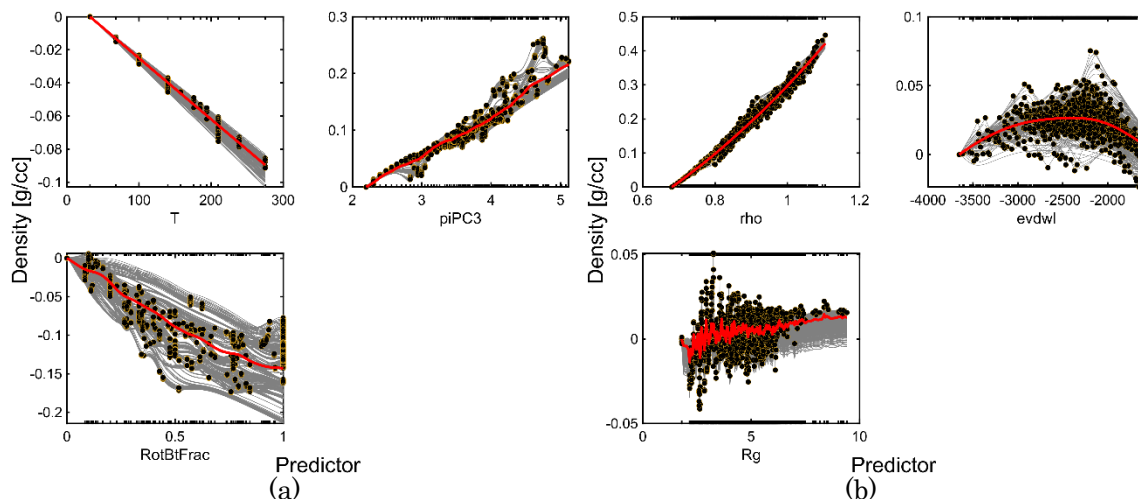 0
-0.02
-0.04
-0.06
-0.08
-0.1
0 100 200 300
T
0.3
0.2
0.1
0
2 3 4 5
piPC3
0
-0.05
-0.1
-0.15
-0.2
0 0.5 1
RotBtFrac
Density [g/cc]
Predictor
(a)
0.5
0.4
0.3
0.2
0.1
0
0.6 0.8 1 1.2
rho
0.1
0.05
0
-4000 -3500 -3000 -2500 -2000
evdwl
0.05
0
-0.05
0 5 10
Rg
Density [g/cc]
Predictor
(b)